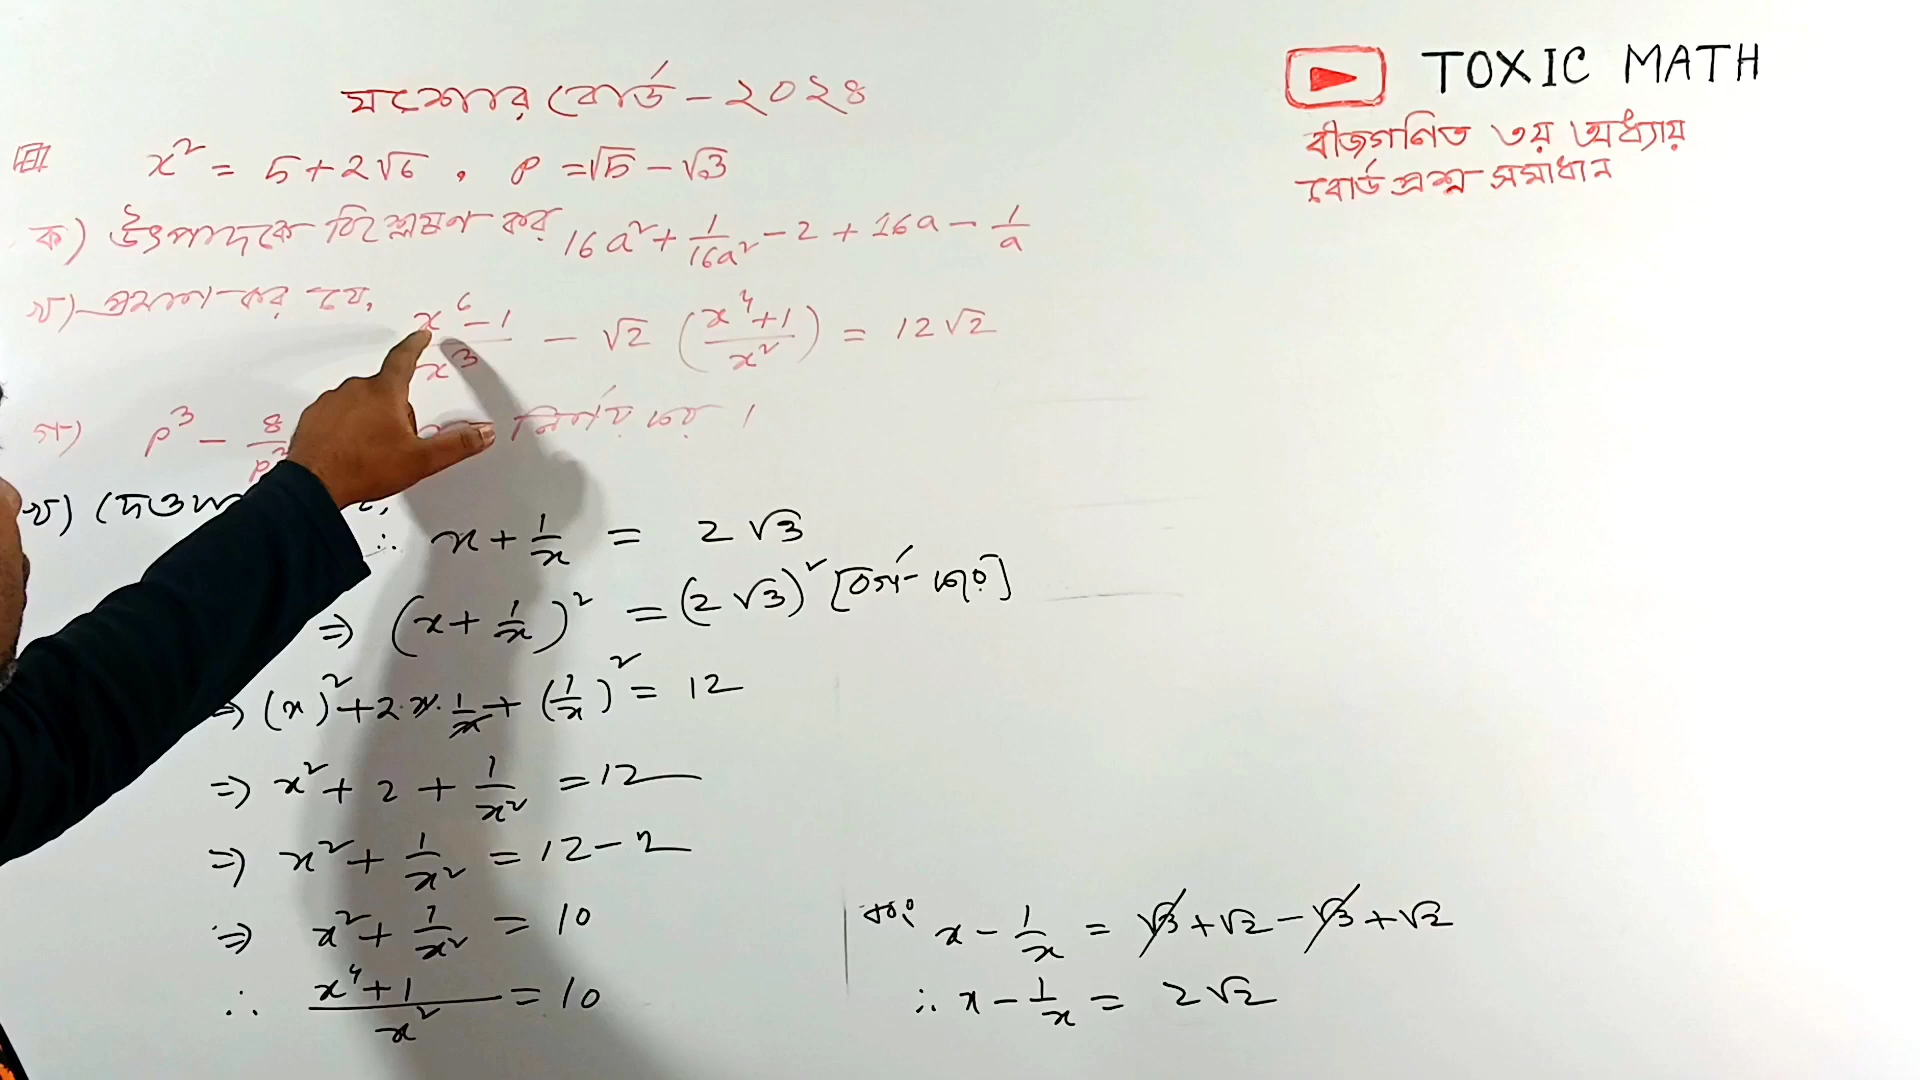 যশোর বোর্ড - ২০২৪
TOXIC MATH
বীজগণিত ৩য় অধ্যায়
বোর্ড প্রশ্ন সমাধান
x² = 5+2√6, P = √5 - √3
ক) উৎপাদকে বিশ্লেষণ কর 16a² + 1/16a² - 2 + 16a - 1/a
খ) প্রমাণ কর যে, x⁶-1/x³ - √2 (x⁴+1/x²) = 12√2
গ) P³ - 8/P নির্ণয় কর।
খ) দেওয়া
∴ x + 1/x = 2√3
⇒ (x + 1/x)² = (2√3)² [বর্গ করে]
⇒ (x)² + 2.x.1/x + (1/x)² = 12
⇒ x² + 2 + 1/x² = 12
⇒ x² + 1/x² = 12 - 2
⇒ x² + 1/x² = 10
∴ x⁴+1/x² = 10
এবং x - 1/x = √3 + √2 - √3 + √2
∴ x - 1/x = 2√2